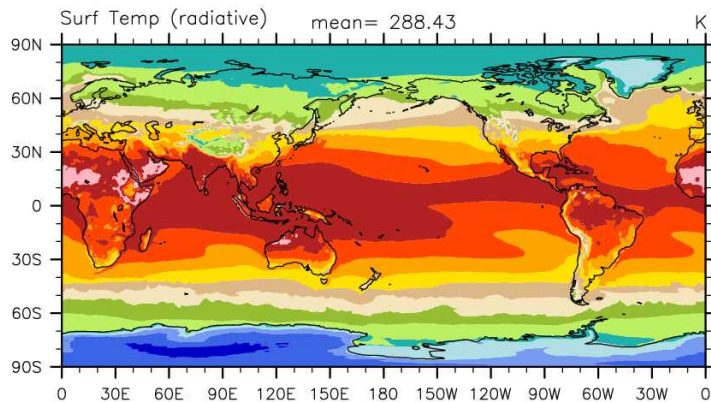 Surf Temp (radiative) mean= 288.43 K
90N
60N
30N
0
30S
60S
90S
0 30E 60E 90E 120E 150E 180 150W 120W 90W 60W 30W 0